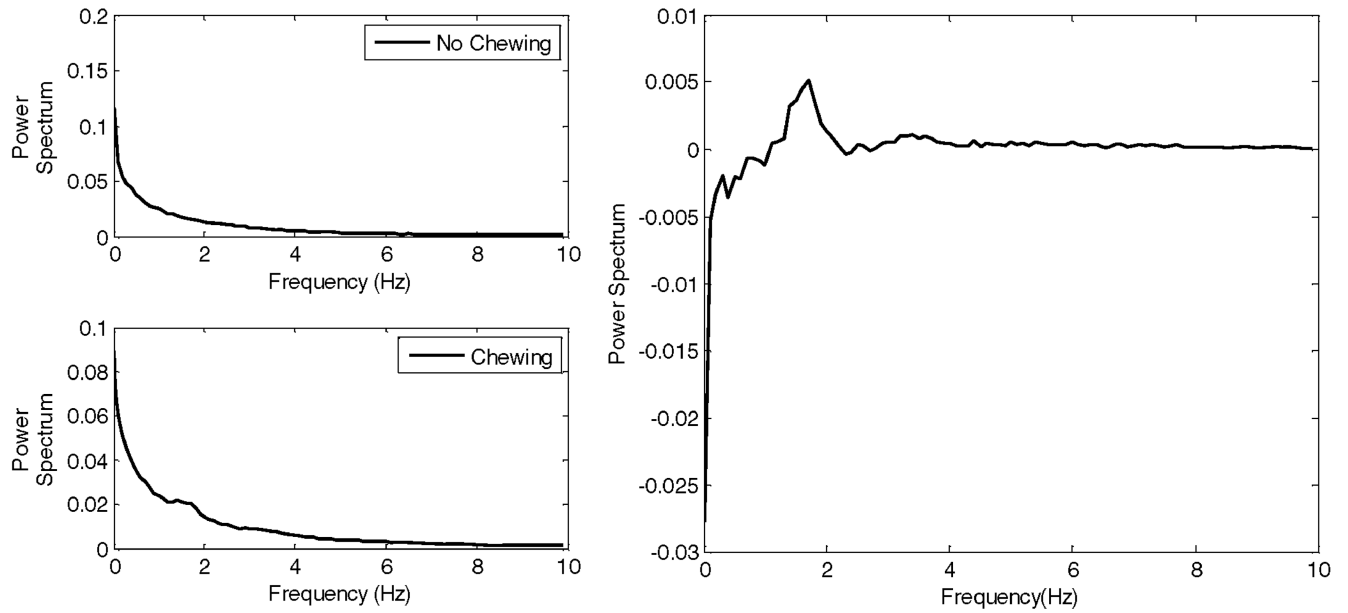 0.2
0.15
0.1
0.05
0
Power
Spectrum
No Chewing
0 2 4 6 8 10
Frequency (Hz)
0.1
0.08
0.06
0.04
0.02
0
Power
Spectrum
Chewing
0 2 4 6 8 10
Frequency (Hz)
0.01
0.005
0
-0.005
-0.01
-0.015
-0.02
-0.025
-0.03
Power Spectrum
0 2 4 6 8 10
Frequency(Hz)